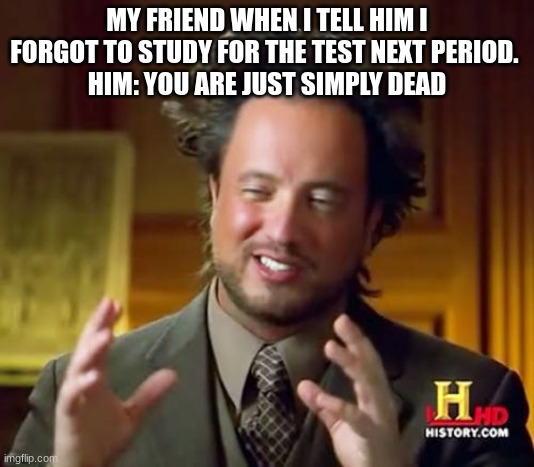 MY FRIEND WHEN I TELL HIM I
FORGOT TO STUDY FOR THE TEST NEXT PERIOD.
HIM: YOU ARE JUST SIMPLY DEAD
H HD
HISTORY.COM
imgflip.com